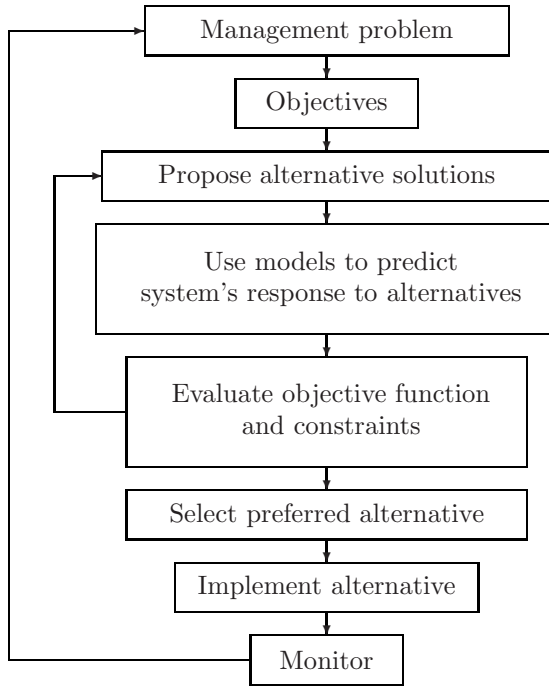 Management problem
Objectives
Propose alternative solutions
Use models to predict
system's response to alternatives
Evaluate objective function
and constraints
Select preferred alternative
Implement alternative
Monitor